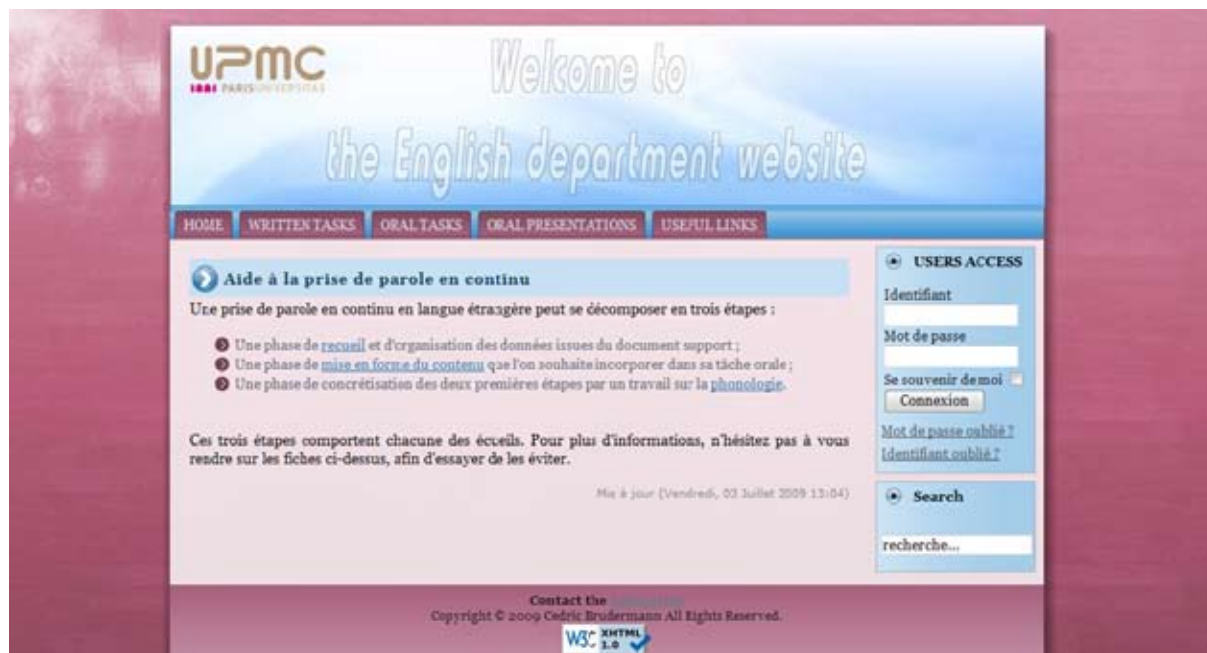 UPMC
PARIS UNIVERSITAS
Welcome to
the English department website
HOME WRITTEN TASKS ORAL TASKS ORAL PRESENTATIONS USEFUL LINKS
Aide à la prise de parole en continu
Une prise de parole en continu en langue étrangère peut se décomposer en trois étapes :
Une phase de recueil et d'organisation des données issues du document support ;
Une phase de mise en forme du contenu que l'on souhaite incorporer dans sa tâche orale ;
Une phase de concrétisation des deux premières étapes par un travail sur la phonologie.
Ces trois étapes comportent chacune des écueils. Pour plus d'informations, n'hésitez pas à vous
rendre sur les fiches ci-dessus, afin d'essayer de les éviter.
Mis à jour (Vendredi, 03 Juillet 2009 13:04)
USERS ACCESS
Identifiant
Mot de passe
Se souvenir de moi
Connexion
Mot de passe oublié ?
Identifiant oublié ?
Search
recherche...
Contact the
Copyright © 2009 Cedric Brudermann All Rights Reserved.
W3C XHTML 1.0